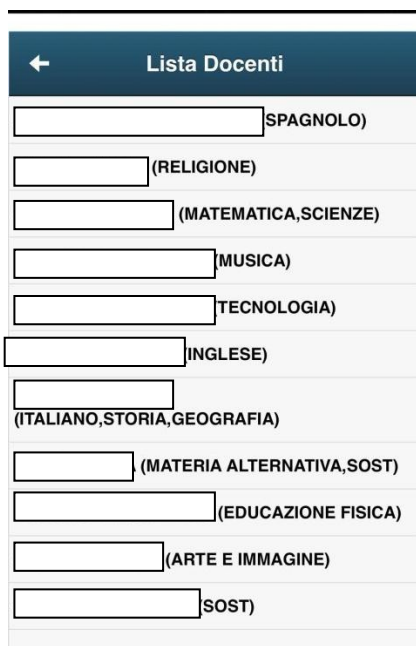 Lista Docenti
SPAGNOLO)
(RELIGIONE)
(MATEMATICA,SCIENZE)
(MUSICA)
(TECNOLOGIA)
(INGLESE)
(ITALIANO,STORIA,GEOGRAFIA)
(MATERIA ALTERNATIVA,SOST)
(EDUCAZIONE FISICA)
(ARTE E IMMAGINE)
(SOST)